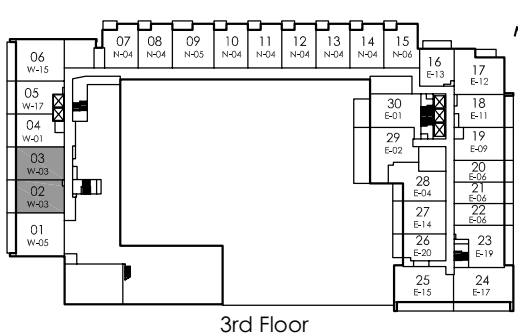 07
N-04
08
N-04
09
N-05
10
N-04
11
N-04
12
N-04
13
N-04
14
N-04
15
N-06
06
W-15
05
W-17
04
W-01
03
W-03
02
W-03
01
W-05
16
E-13
17
E-12
18
E-11
19
E-09
20
E-06
21
E-06
22
E-06
23
E-19
24
E-17
25
E-15
26
E-20
27
E-14
28
E-04
29
E-02
30
E-01
3rd Floor